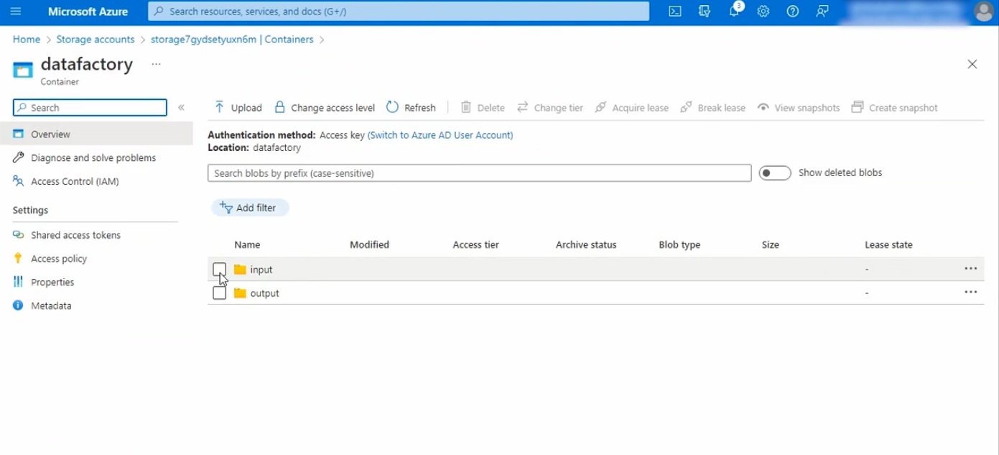 Microsoft Azure
Search resources, services, and docs (G+/)
3
Home > Storage accounts > storage7gydsetyuxn6m | Containers >
datafactory ...
Container
Search «
Upload Change access level Refresh Delete Change tier Acquire lease Break lease View snapshots Create snapshot
Overview
Diagnose and solve problems
Access Control (IAM)
Settings
Shared access tokens
Access policy
Properties
Metadata
Authentication method: Access key (Switch to Azure AD User Account)
Location: datafactory
Search blobs by prefix (case-sensitive)
Show deleted blobs
Add filter
Name Modified Access tier Archive status Blob type Size Lease state
input - ...
output - ...